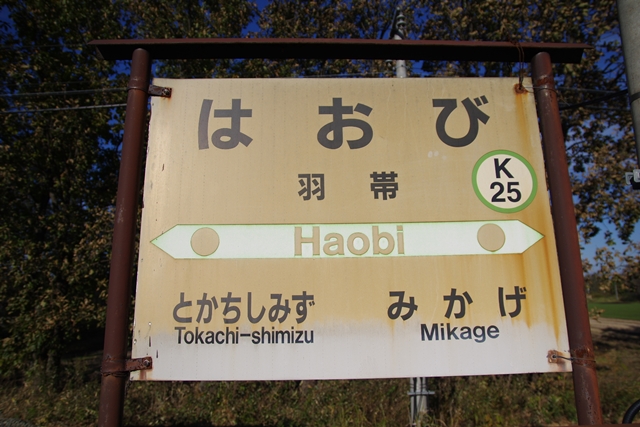 はおび
羽帯
K
25
Haobi
とかちしみず みかげ
Tokachi-shimizu Mikage